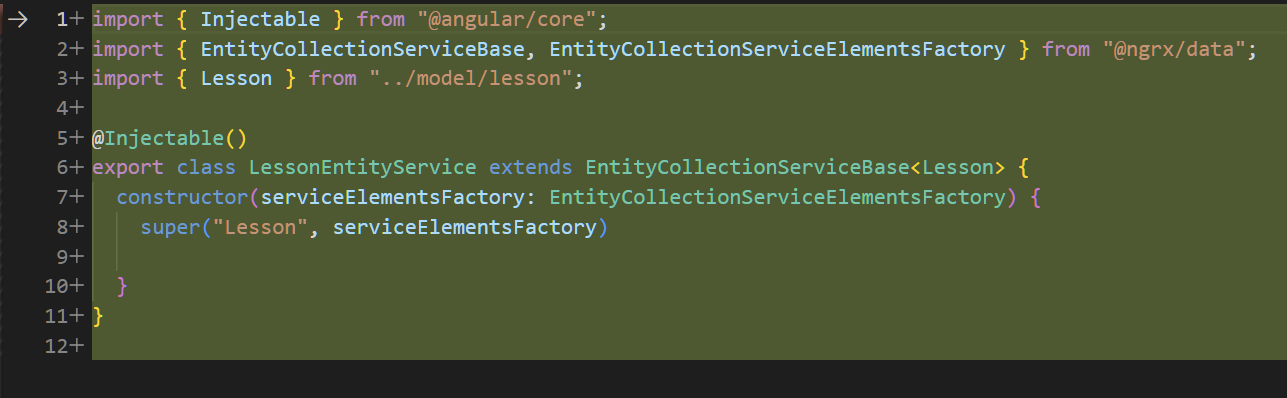 1+ import { Injectable } from "@angular/core";
2+ import { EntityCollectionServiceBase, EntityCollectionServiceElementsFactory } from "@ngrx/data";
3+ import { Lesson } from "../model/lesson";
4+
5+ @Injectable()
6+ export class LessonEntityService extends EntityCollectionServiceBase<Lesson> {
7+   constructor(serviceElementsFactory: EntityCollectionServiceElementsFactory) {
8+     super("Lesson", serviceElementsFactory)
9+
10+   }
11+ }
12+